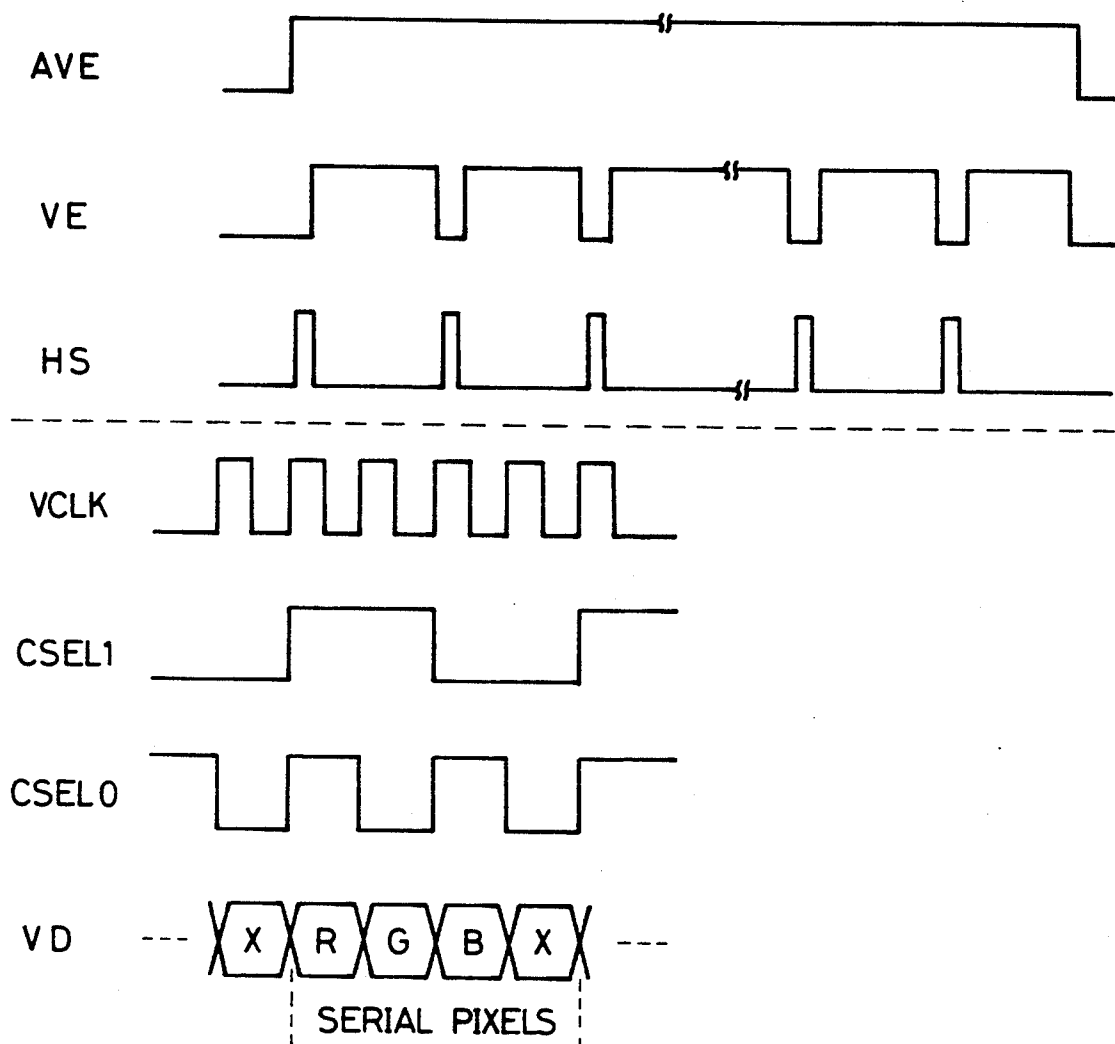 AVE
VE
HS
VCLK
CSEL1
CSEL0
VD
X R G B X
SERIAL PIXELS